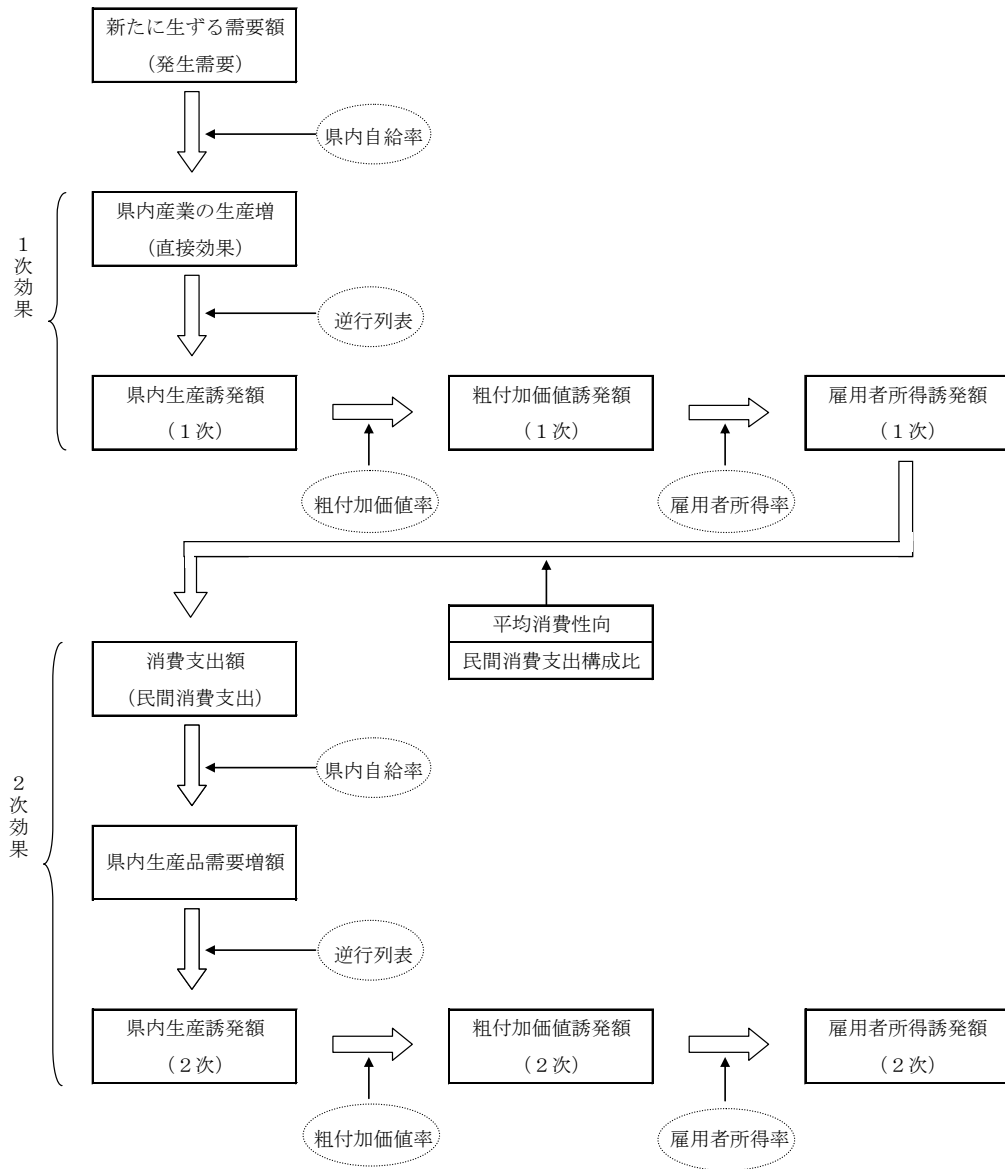 新たに生ずる需要額
(発生需要)
県内自給率
1次効果
県内産業の生産増
(直接効果)
逆行列表
県内生産誘発額
(1次)
粗付加価値誘発額
(1次)
雇用者所得誘発額
(1次)
粗付加価値率
雇用者所得率
平均消費性向
民間消費支出構成比
2次効果
消費支出額
(民間消費支出)
県内自給率
県内生産品需要増額
逆行列表
県内生産誘発額
(2次)
粗付加価値誘発額
(2次)
雇用者所得誘発額
(2次)
粗付加価値率
雇用者所得率